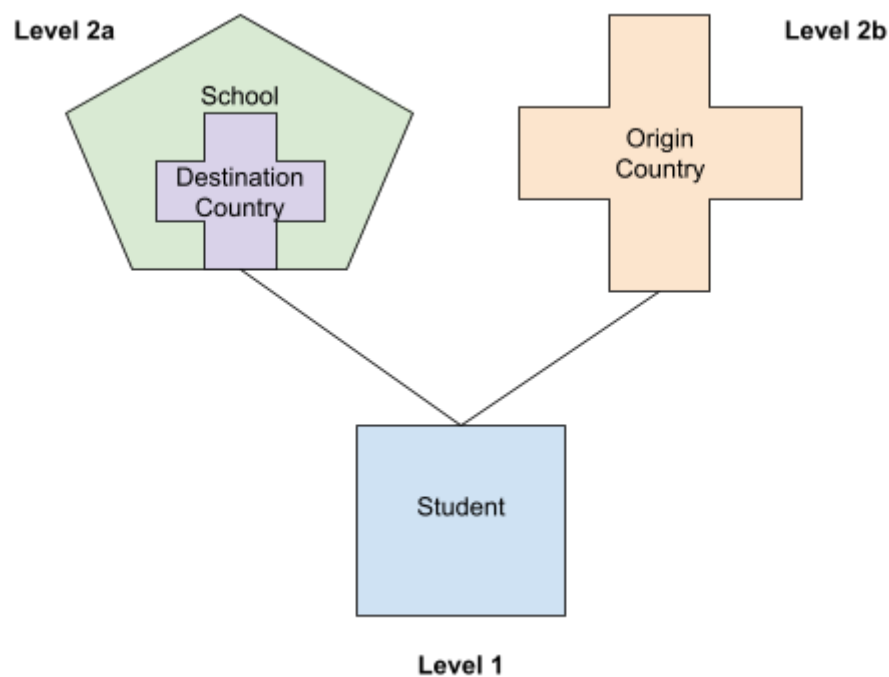 Level 2a
Level 2b
School
Destination
Country
Origin
Country
Student
Level 1